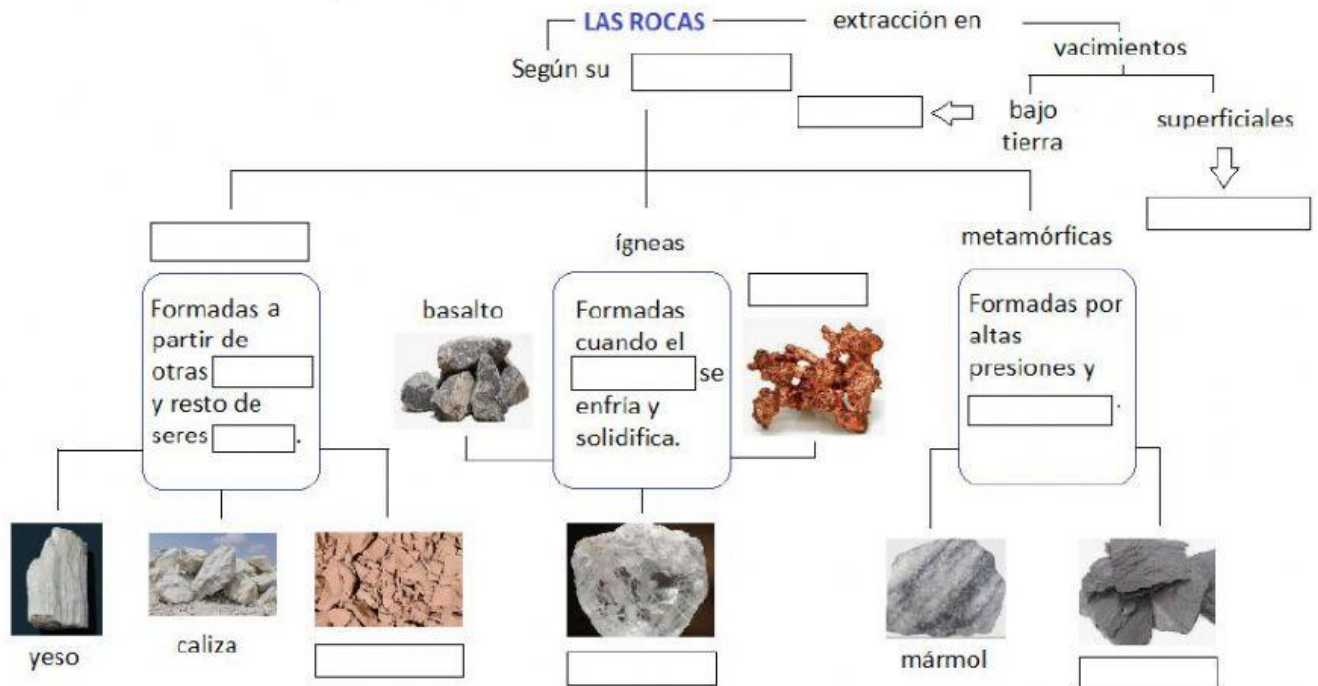 LAS ROCAS
extracción en
Según su
yacimientos
bajo
tierra
superficiales
ígneas
metamórficas
Formadas a
partir de
otras
y resto de
seres .
basalto
Formadas
cuando el
se
enfría y
solidifica.
Formadas por
altas
presiones y
.
yeso
caliza
mármol